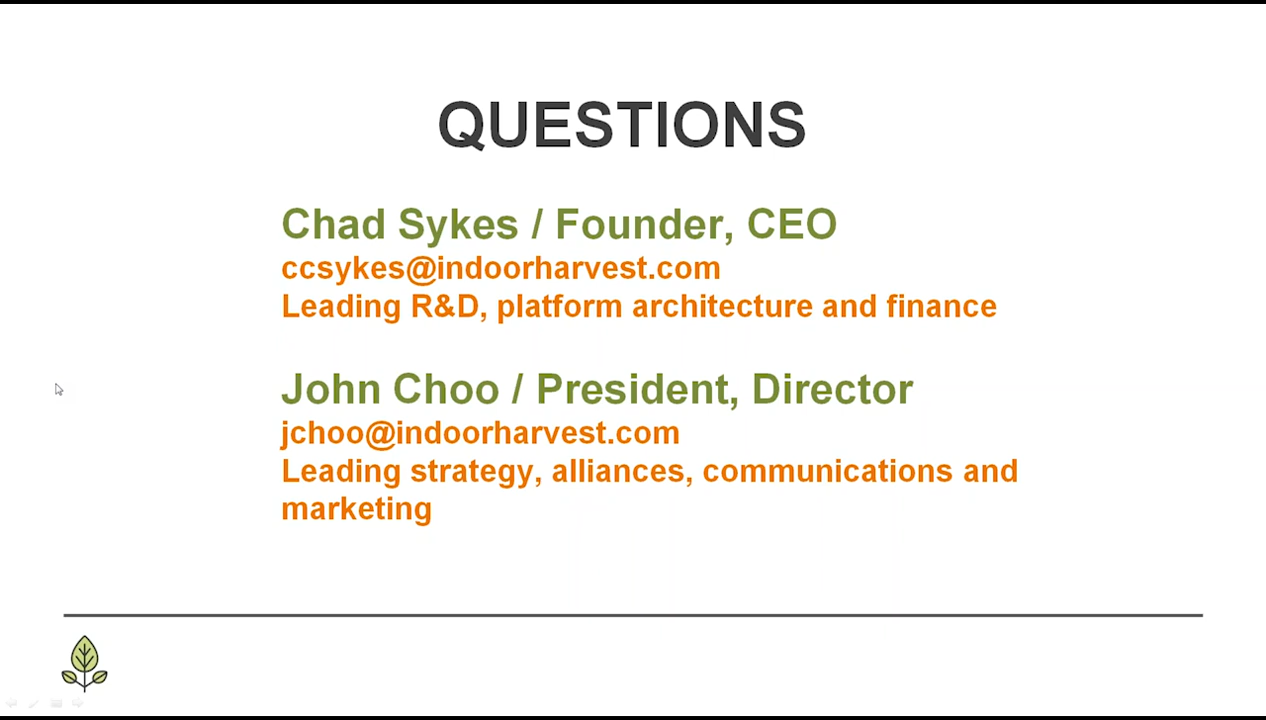 QUESTIONS
Chad Sykes / Founder, CEO
ccsykes@indoorharvest.com
Leading R&D, platform architecture and finance
John Choo / President, Director
jchoo@indoorharvest.com
Leading strategy, alliances, communications and
marketing